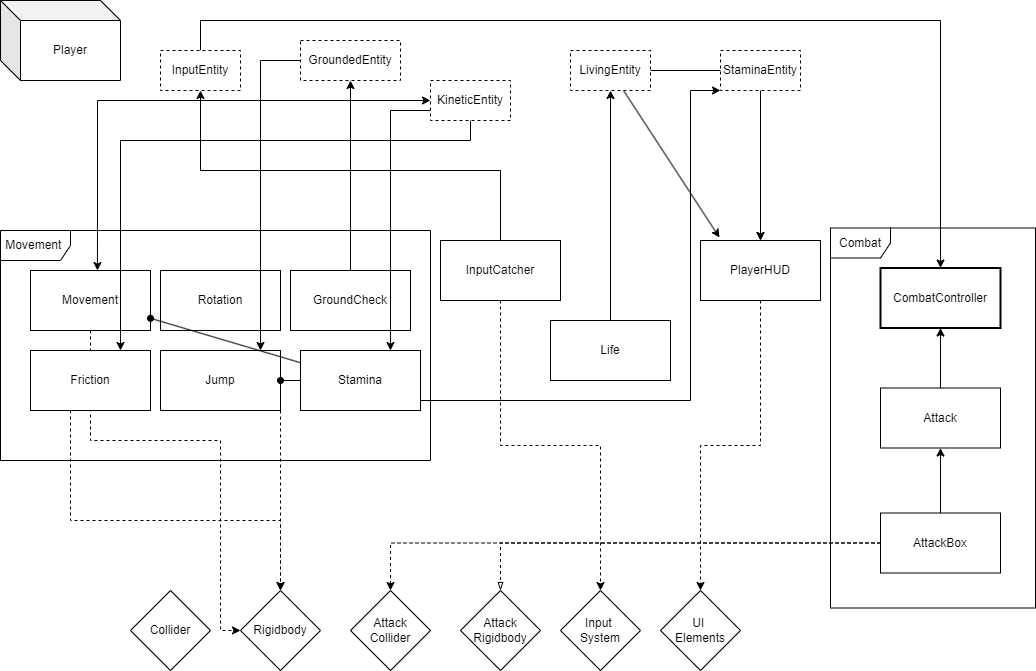 Player
InputEntity
GroundedEntity
KineticEntity
LivingEntity
StaminaEntity
Movement
Movement
Rotation
GroundCheck
Friction
Jump
Stamina
InputCatcher
Life
PlayerHUD
Combat
CombatController
Attack
AttackBox
Collider
Rigidbody
Attack
Collider
Attack
Rigidbody
Input
System
UI
Elements